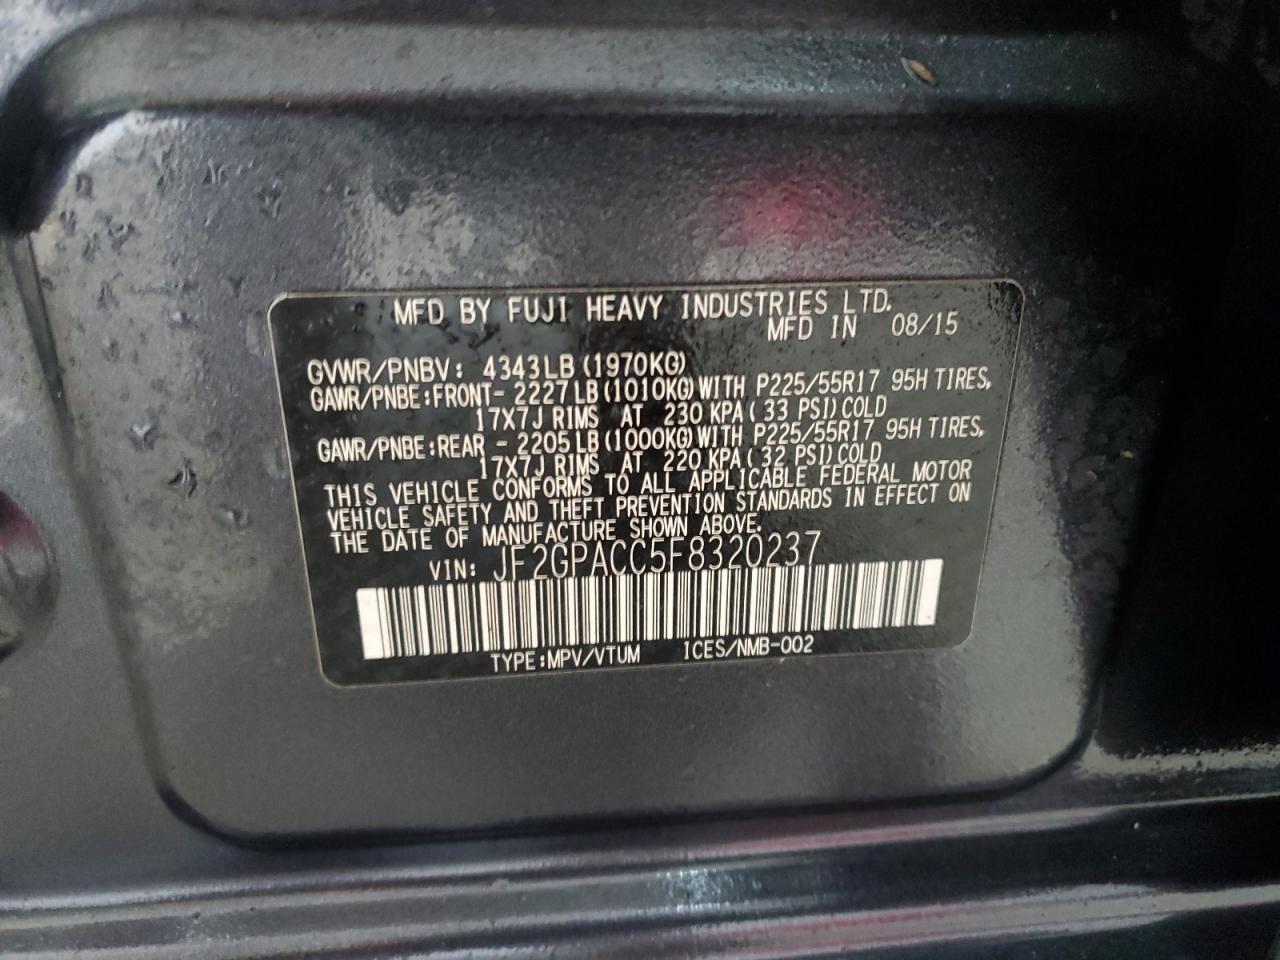 MFD BY FUJI HEAVY INDUSTRIES LTD.
MFD IN 08/15
GVWR/PNBV: 4343LB (1970KG)
GAWR/PNBE:FRONT- 2227LB (1010KG) WITH P225/55R17 95H TIRES,
17X7J RIMS AT 230 KPA (33 PSI) COLD
GAWR/PNBE:REAR - 2205LB (1000KG) WITH P225/55R17 95H TIRES,
17X7J RIMS AT 220 KPA (32 PSI) COLD
THIS VEHICLE CONFORMS TO ALL APPLICABLE FEDERAL MOTOR
VEHICLE SAFETY AND THEFT PREVENTION STANDARDS IN EFFECT ON
THE DATE OF MANUFACTURE SHOWN ABOVE.
VIN: JF2GPACC5F8320237
TYPE:MPV/VTUM ICES/NMB-002